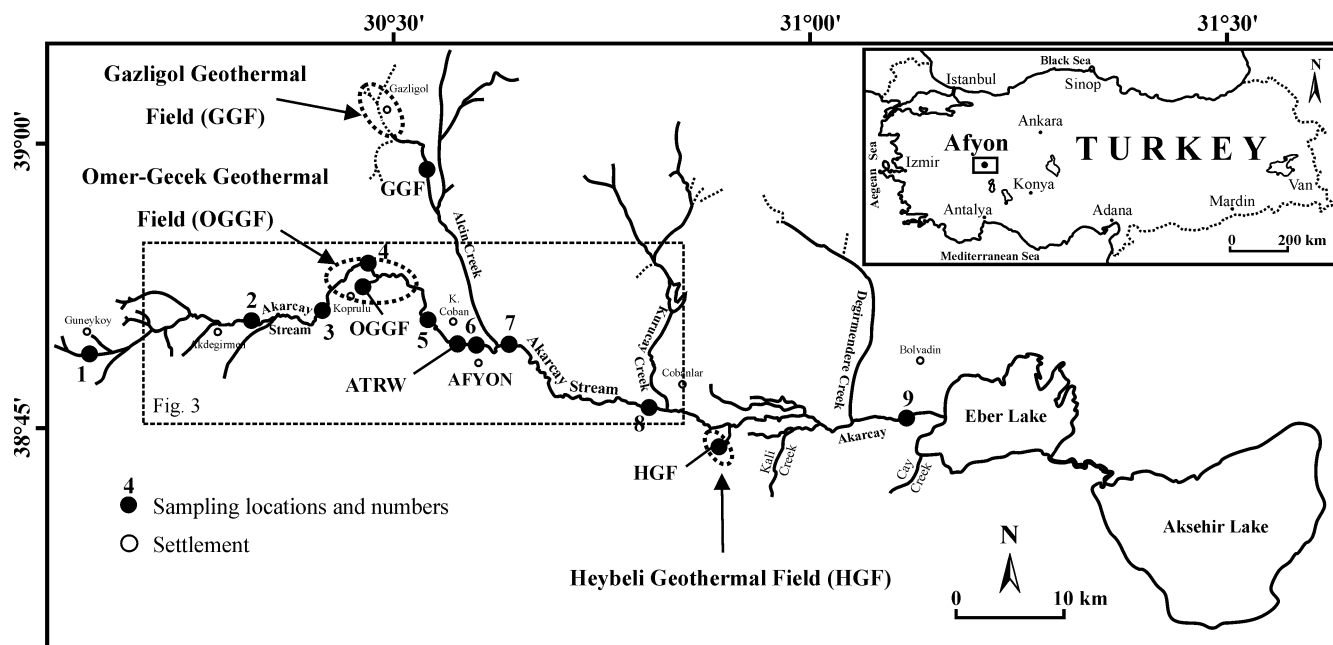 30°30'
31°00'
31°30'
39°00'
38°45'
Gazligol Geothermal
Field (GGF)
Gazligol
GGF
Omer-Gecek Geothermal
Field (OGGF)
Alcin Creek
4
Koprulu
OGGF
2
Akarcay
Stream
3
Guneykoy
Akdegirmen
1
5
K.
Coban
6
7
ATRW
AFYON
Akarcay Stream
Fig. 3
Kurucay
Creek
Cobanlar
8
Degirmendere Creek
Bolvadin
9
Akarcay
Eber Lake
Kali
Creek
Cay
Creek
HGF
Aksehir Lake
Heybeli Geothermal Field (HGF)
4
Sampling locations and numbers
Settlement
N
0 10 km
Black Sea
Istanbul
Sinop
N
Ankara
Afyon
TURKEY
Aegean Sea
Izmir
Konya
Van
Antalya
Adana
Mardin
Mediterranean Sea
0 200 km